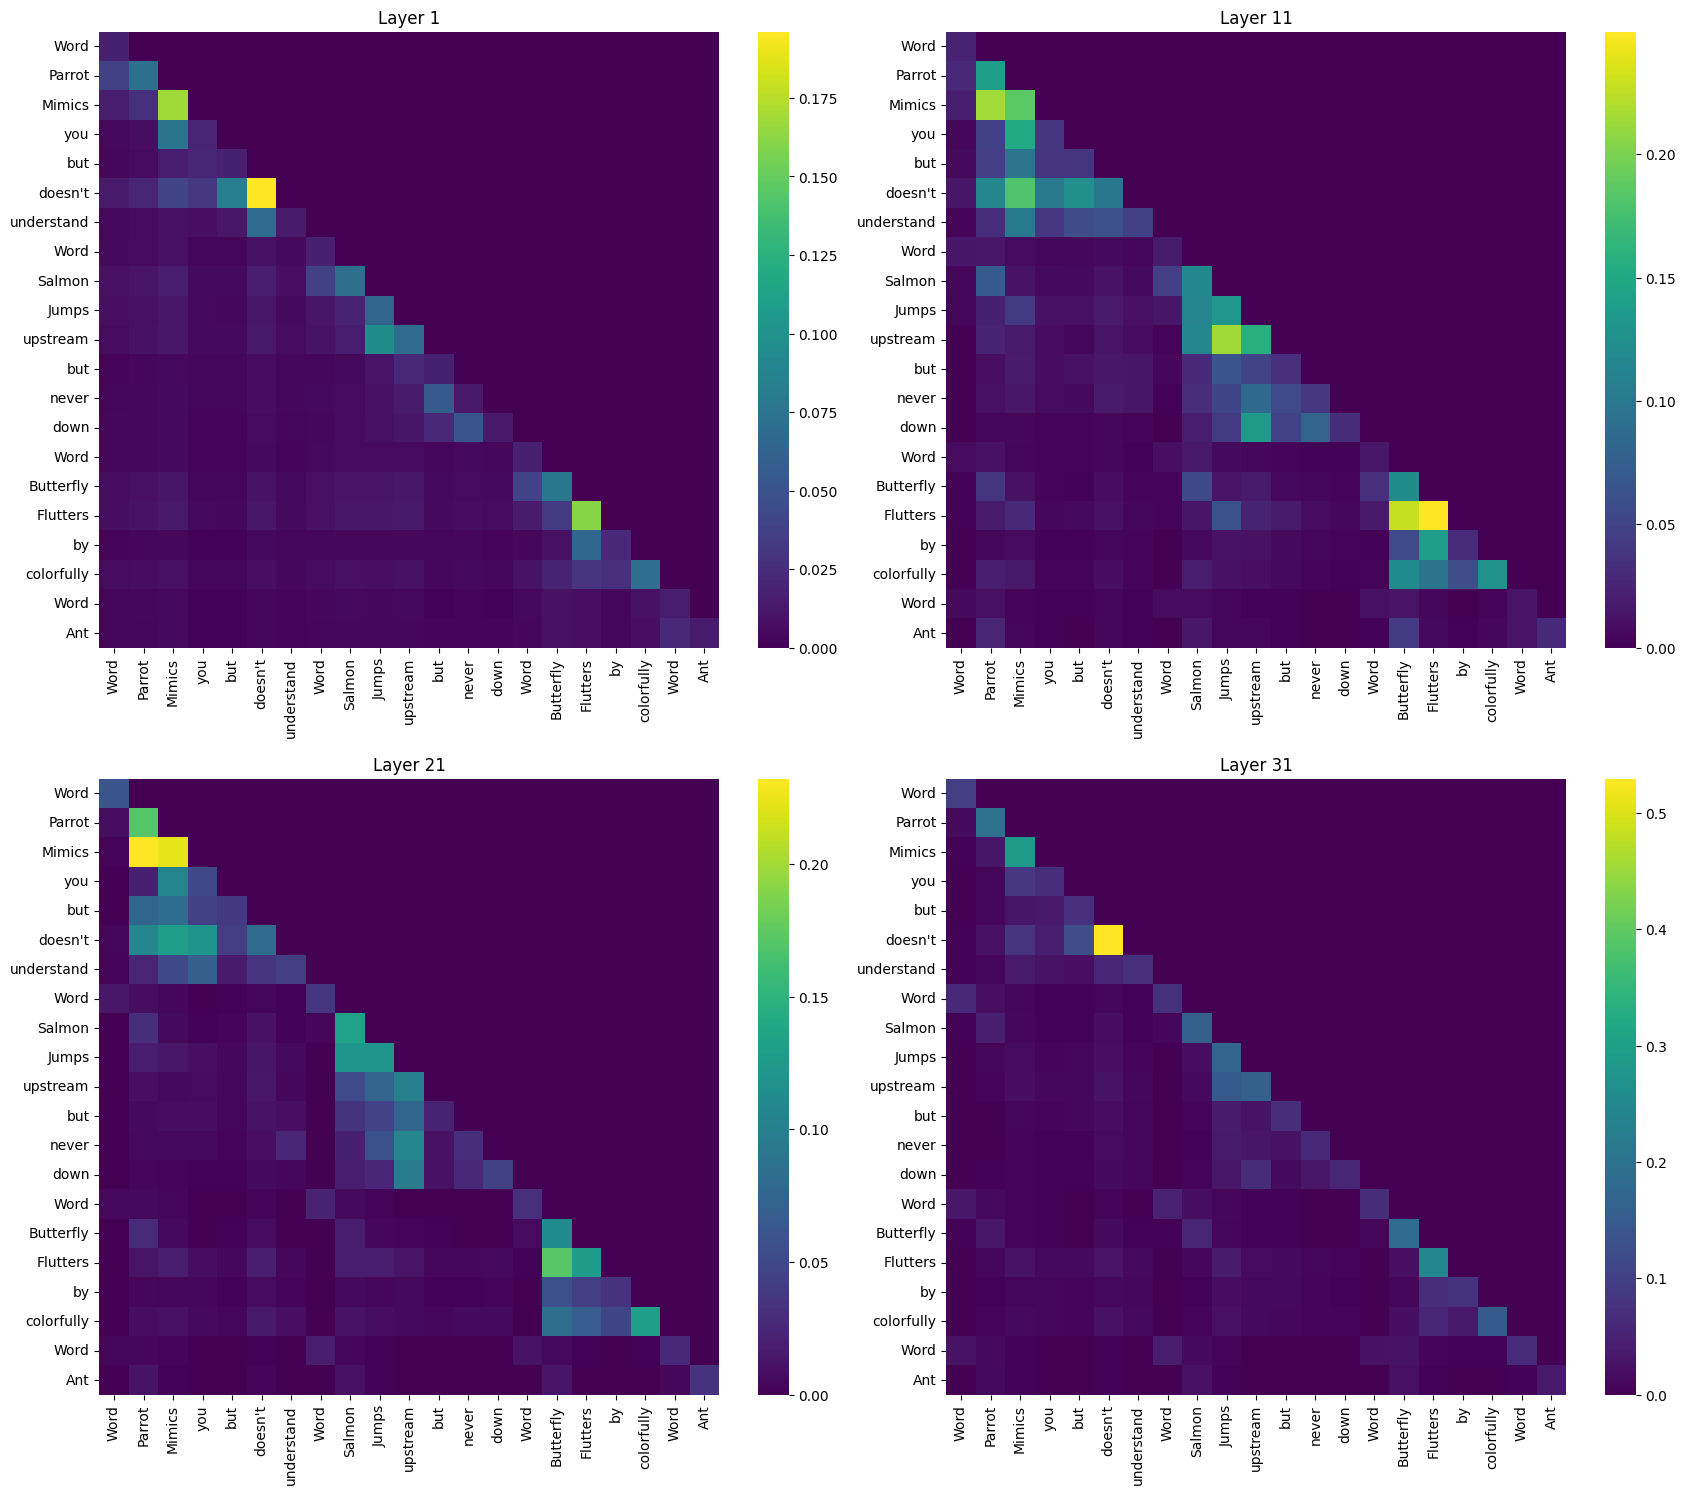 Layer 1
Word
Parrot
Mimics
you
but
doesn't
understand
Word
Salmon
Jumps
upstream
but
never
down
Word
Butterfly
Flutters
by
colorfully
Word
Ant
Word
Parrot
Mimics
you
but
doesn't
understand
Word
Salmon
Jumps
upstream
but
never
down
Word
Butterfly
Flutters
by
colorfully
Word
Ant
0.175
0.150
0.125
0.100
0.075
0.050
0.025
0.000
Layer 11
Word
Parrot
Mimics
you
but
doesn't
understand
Word
Salmon
Jumps
upstream
but
never
down
Word
Butterfly
Flutters
by
colorfully
Word
Ant
Word
Parrot
Mimics
you
but
doesn't
understand
Word
Salmon
Jumps
upstream
but
never
down
Word
Butterfly
Flutters
by
colorfully
Word
Ant
0.20
0.15
0.10
0.05
0.00
Layer 21
Word
Parrot
Mimics
you
but
doesn't
understand
Word
Salmon
Jumps
upstream
but
never
down
Word
Butterfly
Flutters
by
colorfully
Word
Ant
Word
Parrot
Mimics
you
but
doesn't
understand
Word
Salmon
Jumps
upstream
but
never
down
Word
Butterfly
Flutters
by
colorfully
Word
Ant
0.20
0.15
0.10
0.05
0.00
Layer 31
Word
Parrot
Mimics
you
but
doesn't
understand
Word
Salmon
Jumps
upstream
but
never
down
Word
Butterfly
Flutters
by
colorfully
Word
Ant
Word
Parrot
Mimics
you
but
doesn't
understand
Word
Salmon
Jumps
upstream
but
never
down
Word
Butterfly
Flutters
by
colorfully
Word
Ant
0.5
0.4
0.3
0.2
0.1
0.0